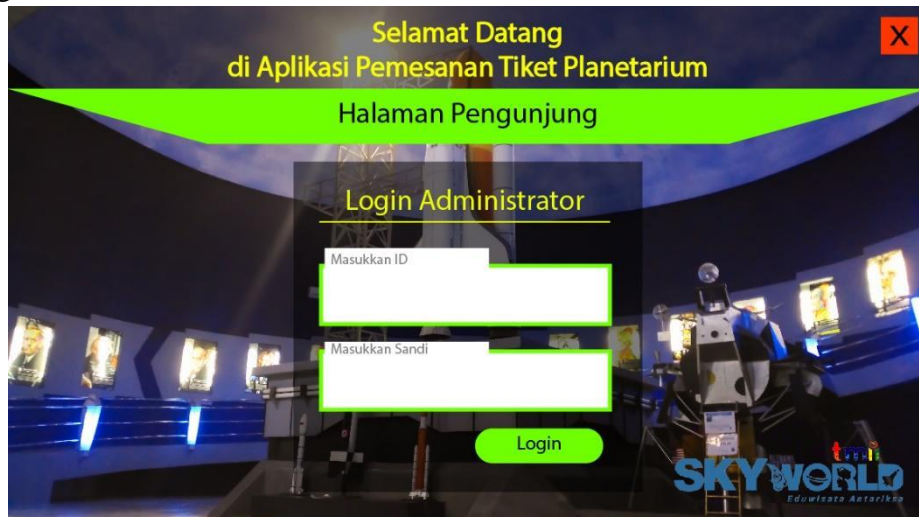 Selamat Datang
di Aplikasi Pemesanan Tiket Planetarium
X
Halaman Pengunjung
Login Administrator
Masukkan ID
Masukkan Sandi
Login
tmii
SKYWORLD
Eduwisata Antariksa